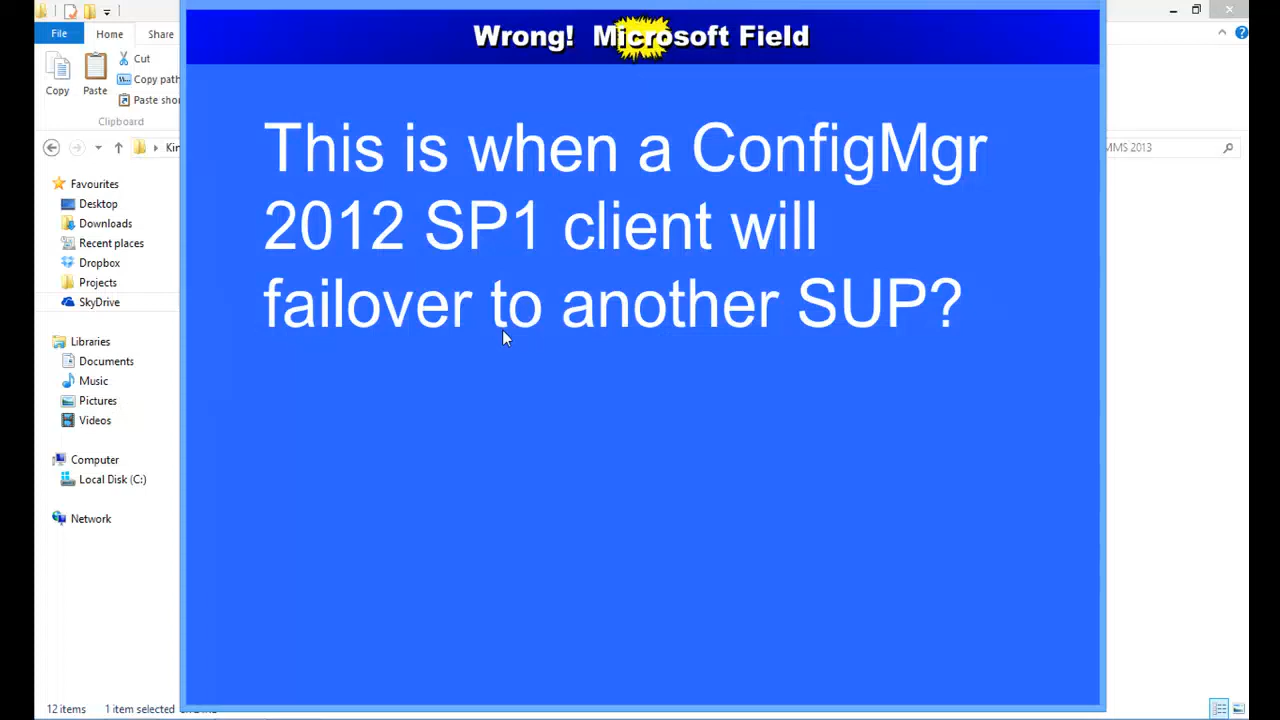 Wrong! Microsoft Field
File
Home
Share
Cut
Copy path
Paste shor
Copy
Paste
Clipboard
Kin
MMS 2013
This is when a ConfigMgr
2012 SP1 client will
failover to another SUP?
Favourites
Desktop
Downloads
Recent places
Dropbox
Projects
SkyDrive
Libraries
Documents
Music
Pictures
Videos
Computer
Local Disk (C:)
Network
12 items
1 item selected